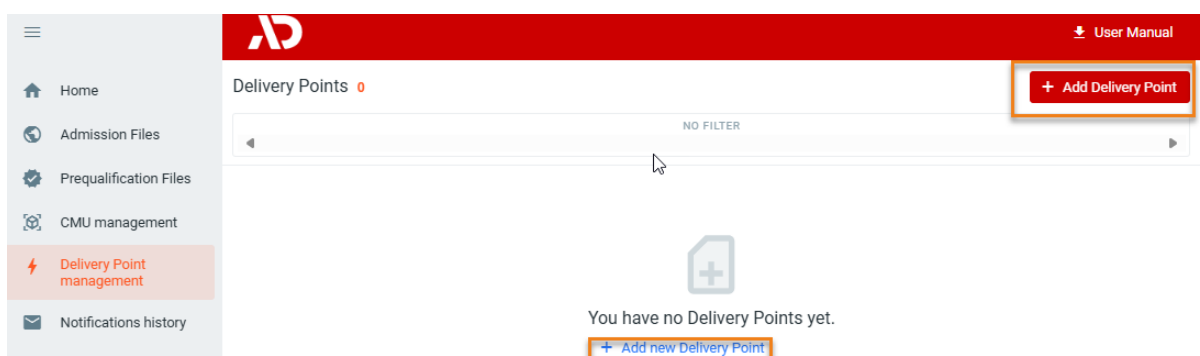 User Manual
Home
Admission Files
Prequalification Files
CMU management
Delivery Point
management
Notifications history
Delivery Points 0
+ Add Delivery Point
NO FILTER
You have no Delivery Points yet.
+ Add new Delivery Point